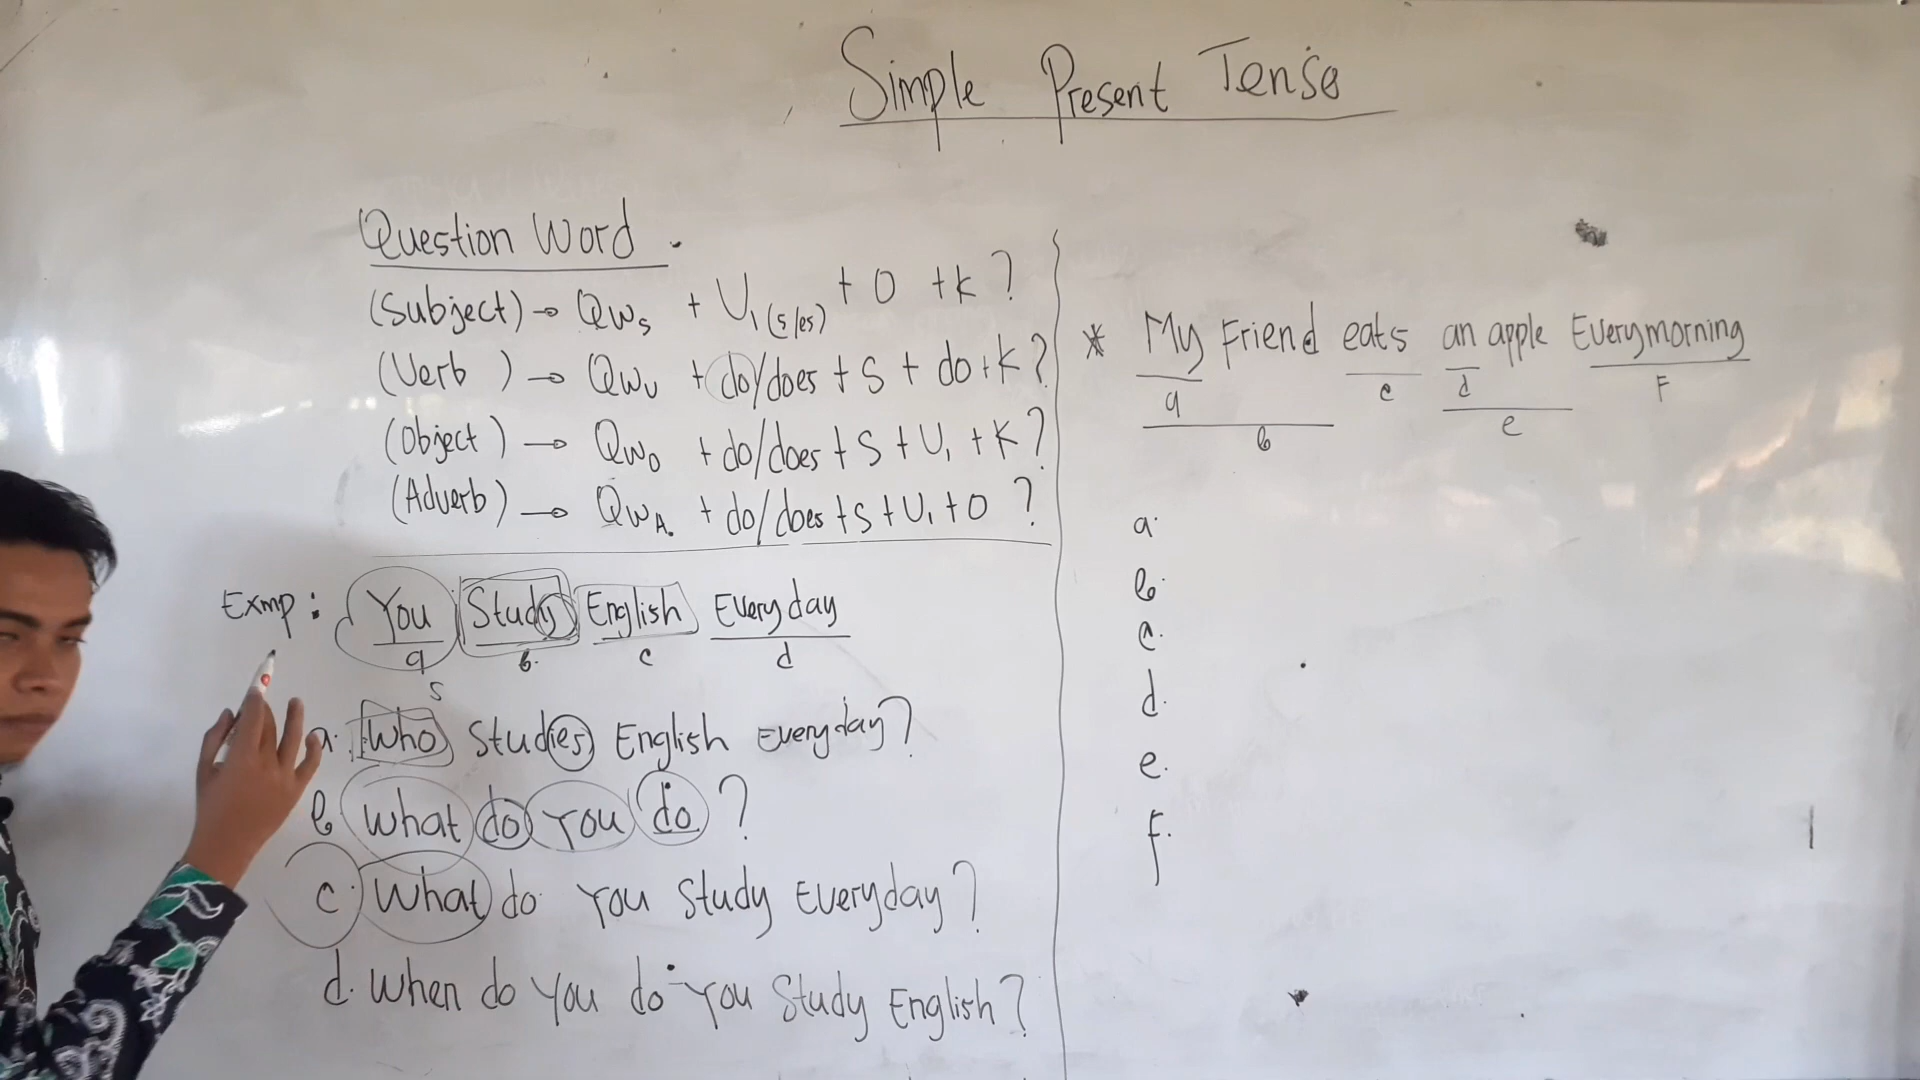 Simple Present Tense
Question Word .
(Subject) → QWS + V1(s/es) + O + K ?
(Verb ) → QWV + do/does + S + do + K ?
(Object ) → QWO + do/does + S + V1 + K ?
(Adverb) → QWA. + do/does + S + V1 + O ?
Exmp : You Study English Everyday
a b. c d
s
a. Who Studies English Everyday?
b What do You do ?
c. What do You Study Everyday?
d. When do You do You Study English?
* My Friend eats an apple Everymorning
a c d F
b e
a.
b.
c.
d.
e.
F.